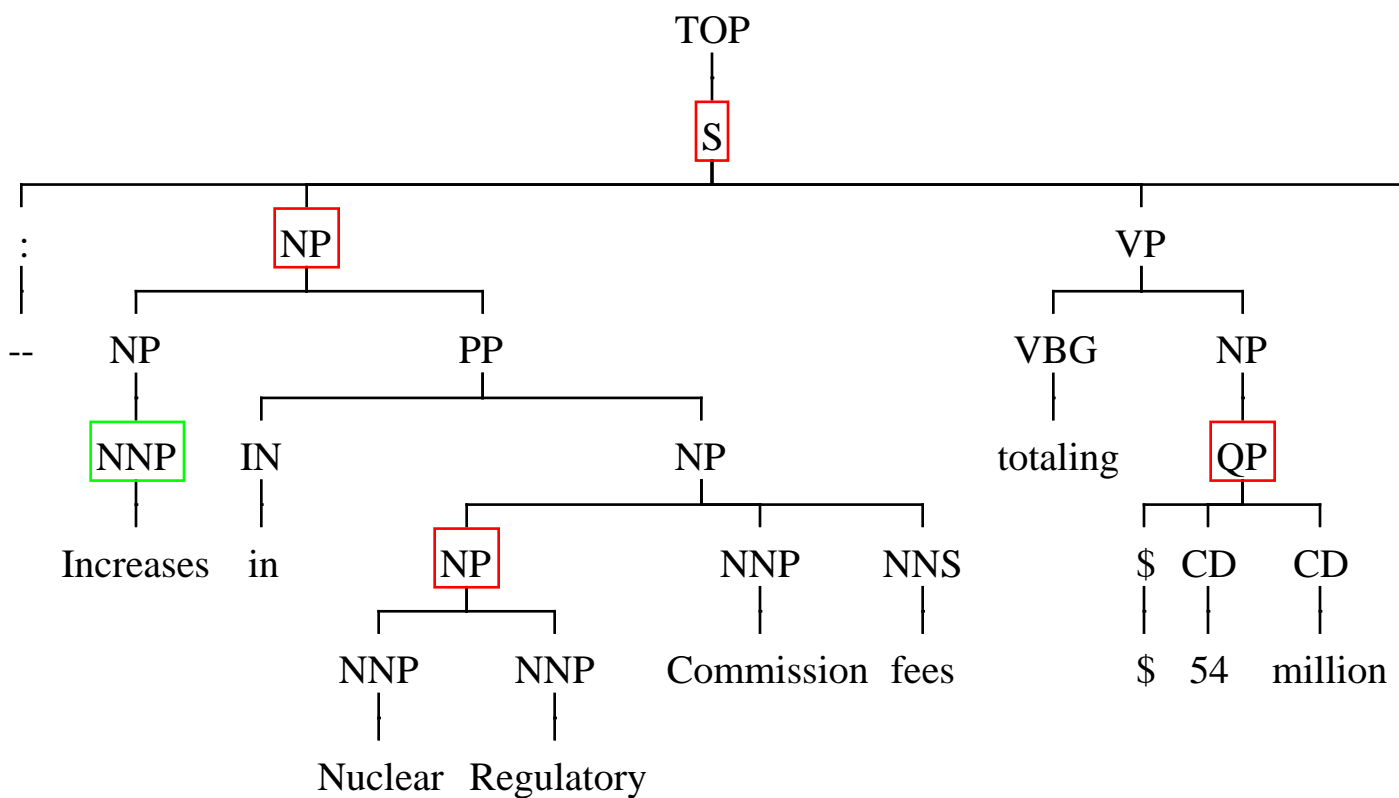 TOP
S
: NP VP
-- NP PP VBG NP
NNP IN NP totaling QP
Increases in NP NNP NNS $ CD CD
NNP NNP Commission fees $ 54 million
Nuclear Regulatory